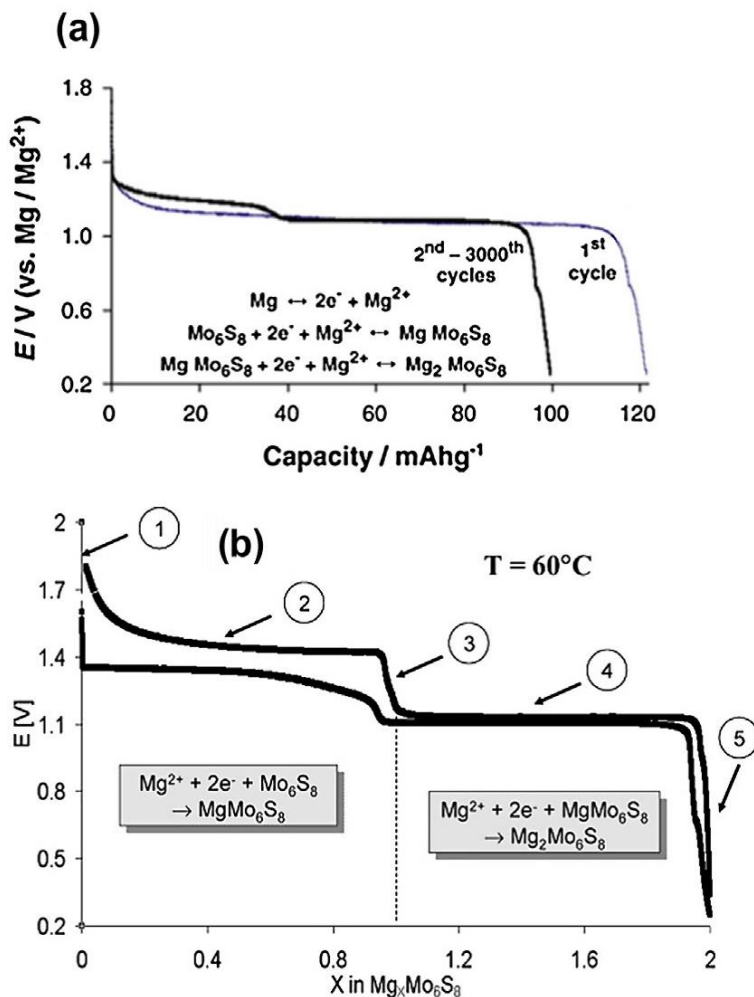 (a)
E / V (vs. Mg / Mg²⁺)
1.8
1.4
1.0
0.6
0.2
2ⁿᵈ – 3000ᵗʰ
cycles
1ˢᵗ
cycle
Mg ↔ 2e⁻ + Mg²⁺
Mo₆S₈ + 2e⁻ + Mg²⁺ ↔ Mg Mo₆S₈
Mg Mo₆S₈ + 2e⁻ + Mg²⁺ ↔ Mg₂ Mo₆S₈
0 20 40 60 80 100 120
Capacity / mAhg⁻¹
(b)
T = 60°C
E [V]
2
1.7
1.4
1.1
0.8
0.5
0.2
1
2
3
4
5
Mg²⁺ + 2e⁻ + Mo₆S₈
→ MgMo₆S₈
Mg²⁺ + 2e⁻ + MgMo₆S₈
→ Mg₂Mo₆S₈
0 0.4 0.8 1.2 1.6 2
X in MgₓMo₆S₈